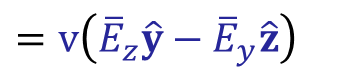 = v(Ē_z ŷ − Ē_y ẑ)